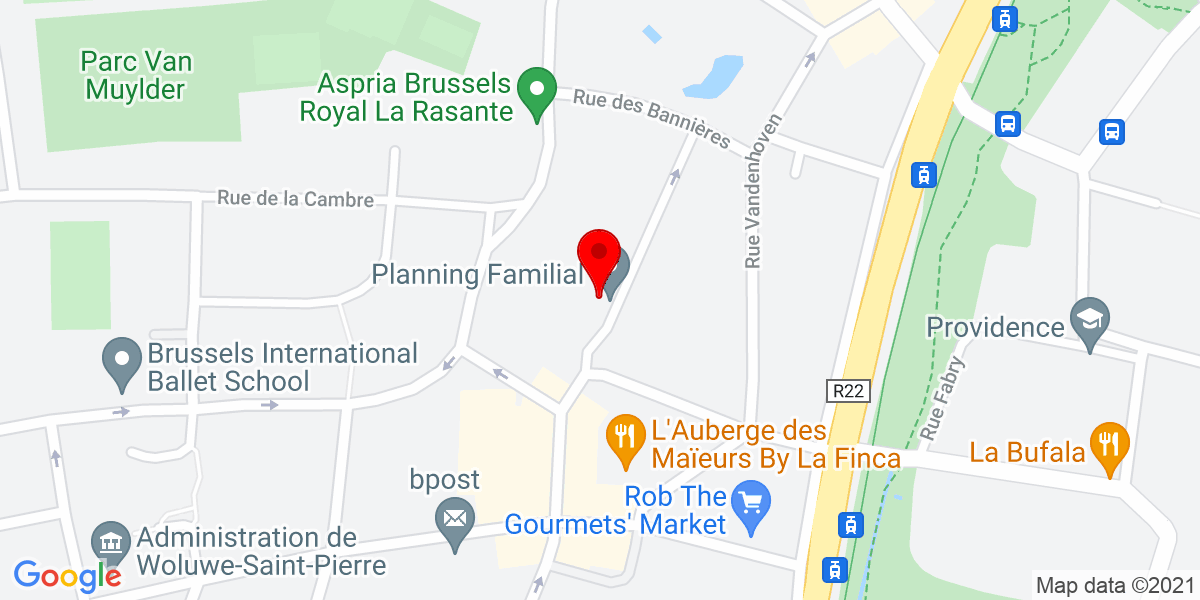 Parc Van
Muylder
Aspria Brussels
Royal La Rasante
Rue des Bannières
Rue de la Cambre
Rue Vandenhoven
Planning Familial
Providence
Brussels International
Ballet School
R22
Rue Fabry
L'Auberge des
Maïeurs By La Finca
La Bufala
bpost
Rob The
Gourmets' Market
Administration de
Woluwe-Saint-Pierre
Google
Map data ©2021